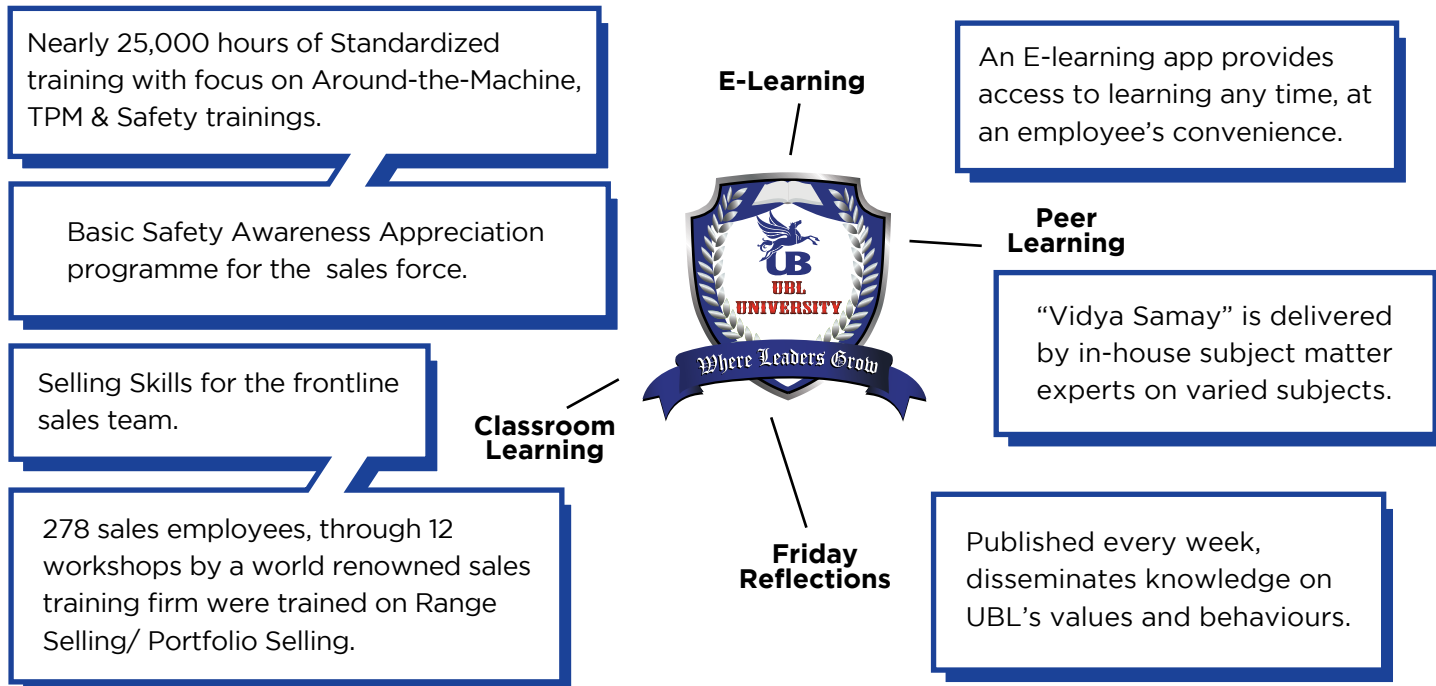 Nearly 25,000 hours of Standardized
training with focus on Around-the-Machine,
TPM & Safety trainings.
Basic Safety Awareness Appreciation
programme for the sales force.
Selling Skills for the frontline
sales team.
278 sales employees, through 12
workshops by a world renowned sales
training firm were trained on Range
Selling/ Portfolio Selling.
Classroom
Learning
E-Learning
UB
UBL
UNIVERSITY
Where Leaders Grow
Friday
Reflections
Peer
Learning
An E-learning app provides
access to learning any time, at
an employee’s convenience.
“Vidya Samay” is delivered
by in-house subject matter
experts on varied subjects.
Published every week,
disseminates knowledge on
UBL’s values and behaviours.